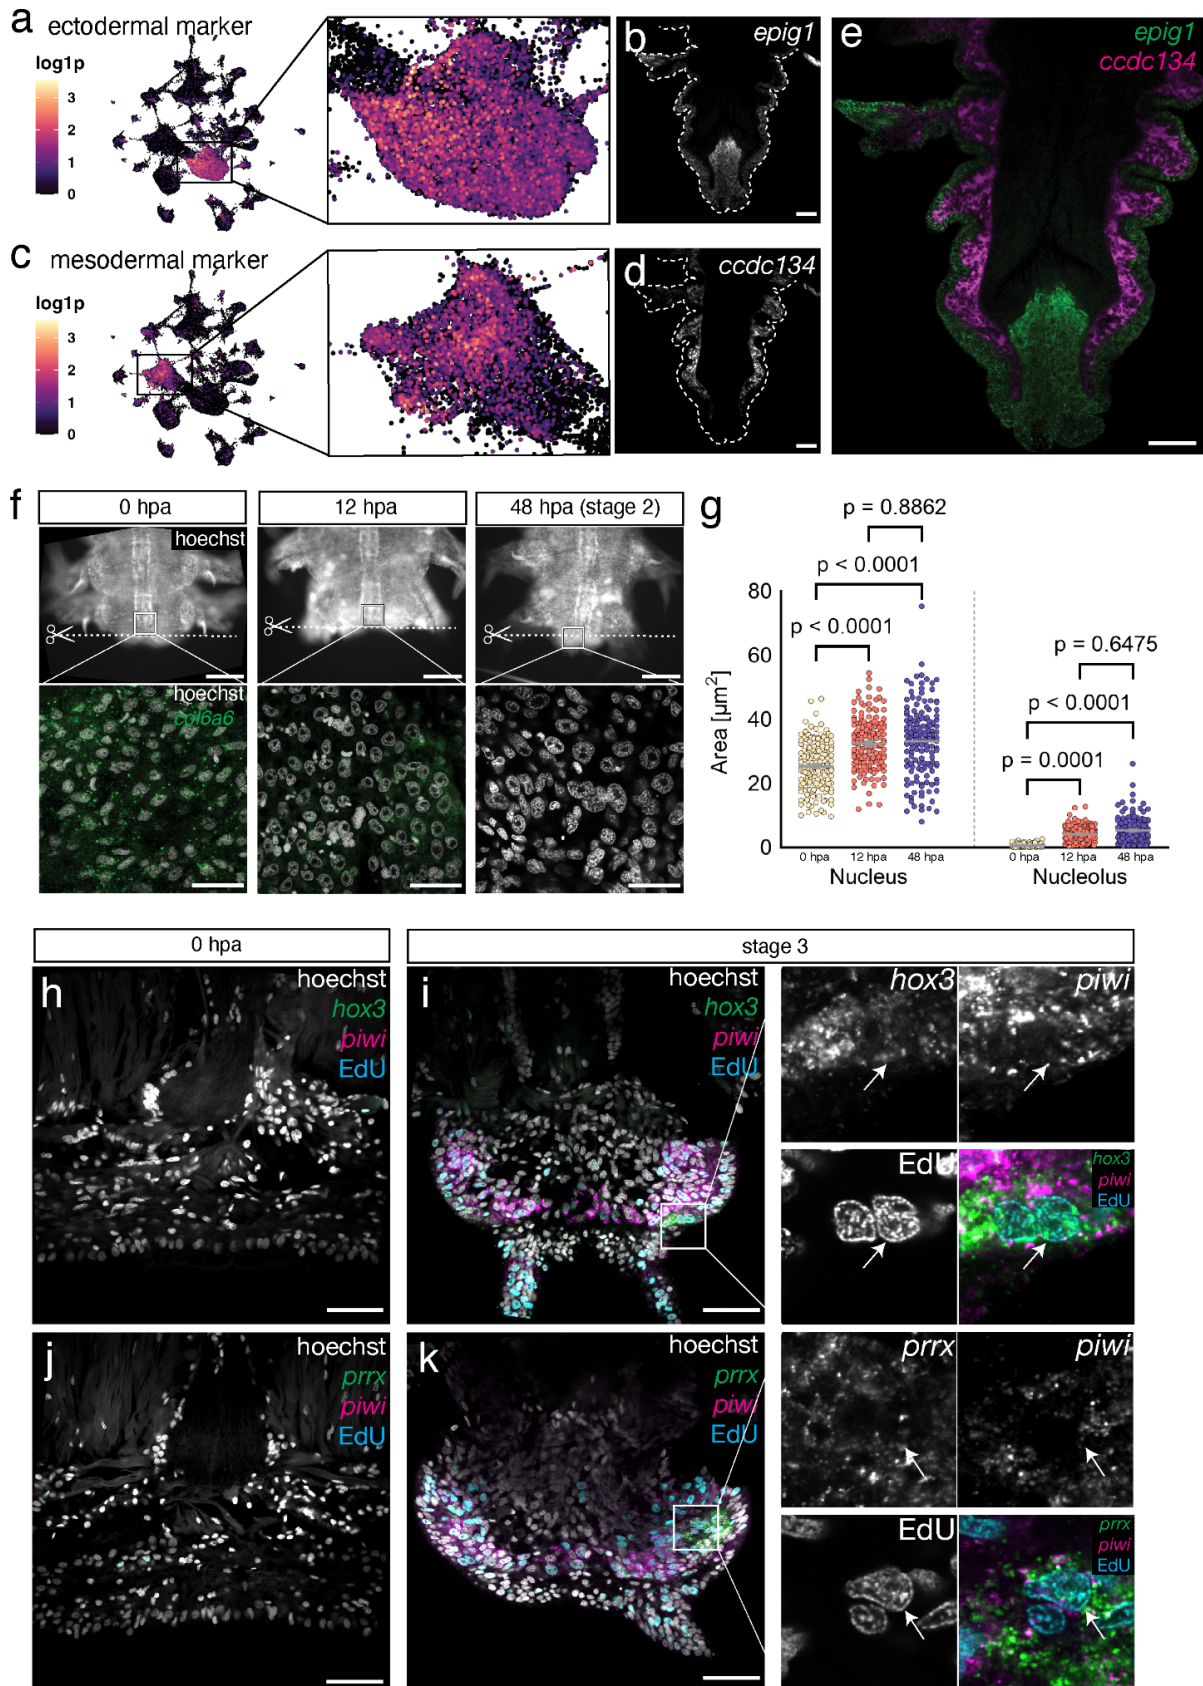 a ectodermal marker
log1p
3
2
1
0
b
epig1
c mesodermal marker
log1p
3
2
1
0
d
ccdc134
e
epig1
ccdc134
f
0 hpa
12 hpa
48 hpa (stage 2)
hoechst
hoechst
col6a6
g
p = 0.8862
p < 0.0001
p < 0.0001
p = 0.6475
p < 0.0001
p = 0.0001
Area [µm²]
80
60
40
20
0
0 hpa 12 hpa 48 hpa
0 hpa 12 hpa 48 hpa
Nucleus
Nucleolus
0 hpa
stage 3
h
hoechst
hox3
piwi
EdU
i
hoechst
hox3
piwi
EdU
hox3
piwi
EdU
hox3
piwi
EdU
j
hoechst
prrx
piwi
EdU
k
hoechst
prrx
piwi
EdU
prrx
piwi
EdU
prrx
piwi
EdU